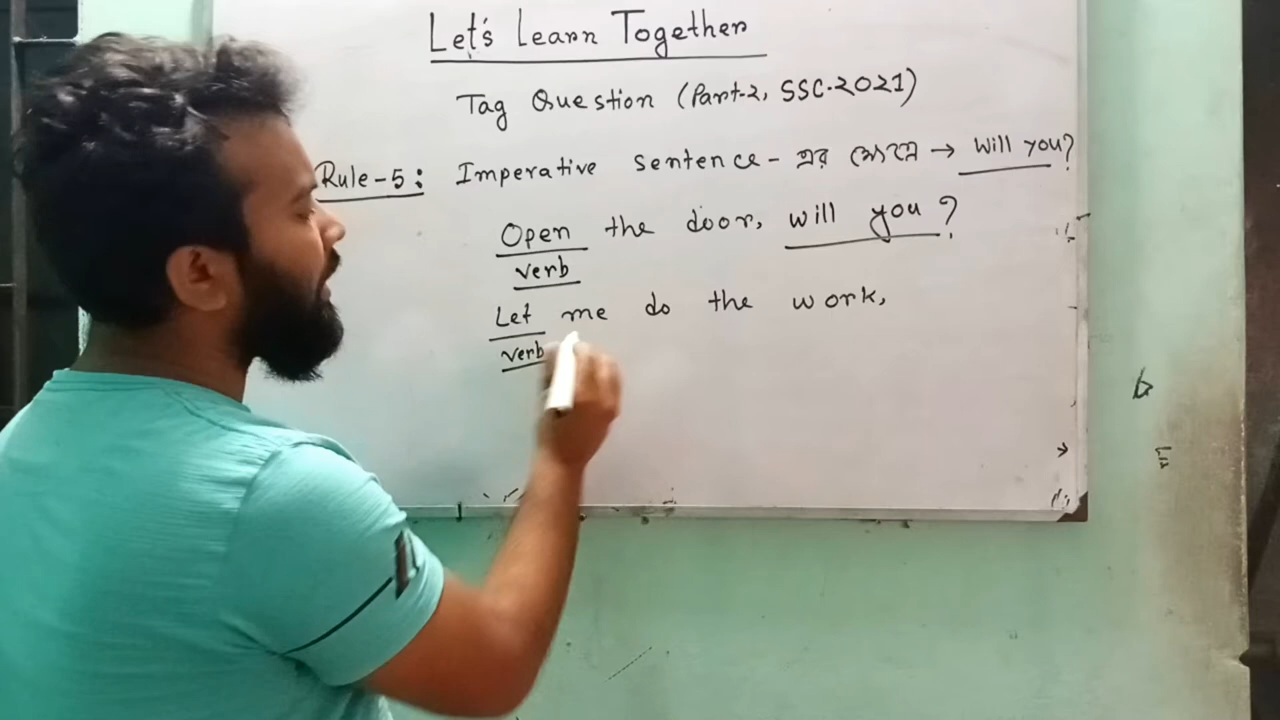 Let's Learn Together
Tag Question (Part-2, SSC-2021)
Rule-5: Imperative sentence - এর শেষে → will you?
Open the door, will you?
verb
Let me do the work,
verb